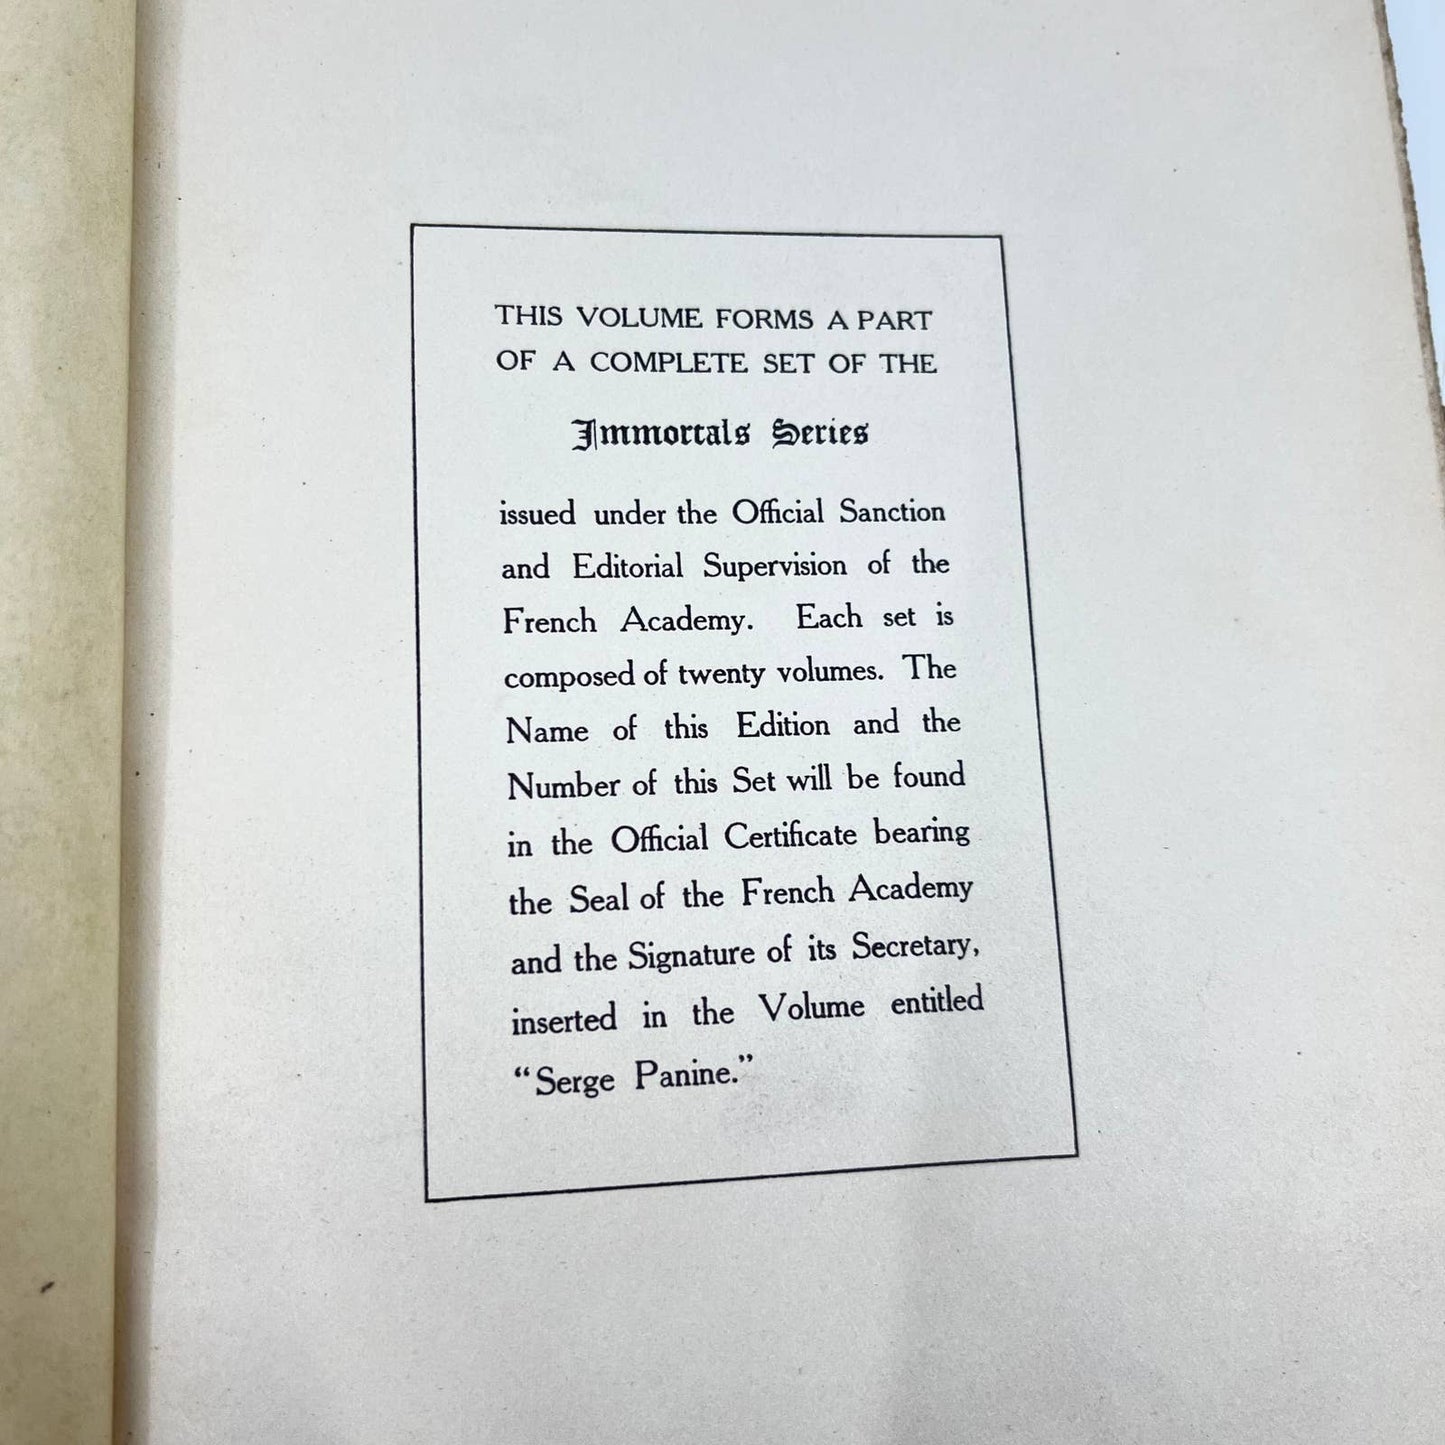 THIS VOLUME FORMS A PART
OF A COMPLETE SET OF THE
Immortals Series
issued under the Official Sanction
and Editorial Supervision of the
French Academy. Each set is
composed of twenty volumes. The
Name of this Edition and the
Number of this Set will be found
in the Official Certificate bearing
the Seal of the French Academy
and the Signature of its Secretary,
inserted in the Volume entitled
“Serge Panine.”